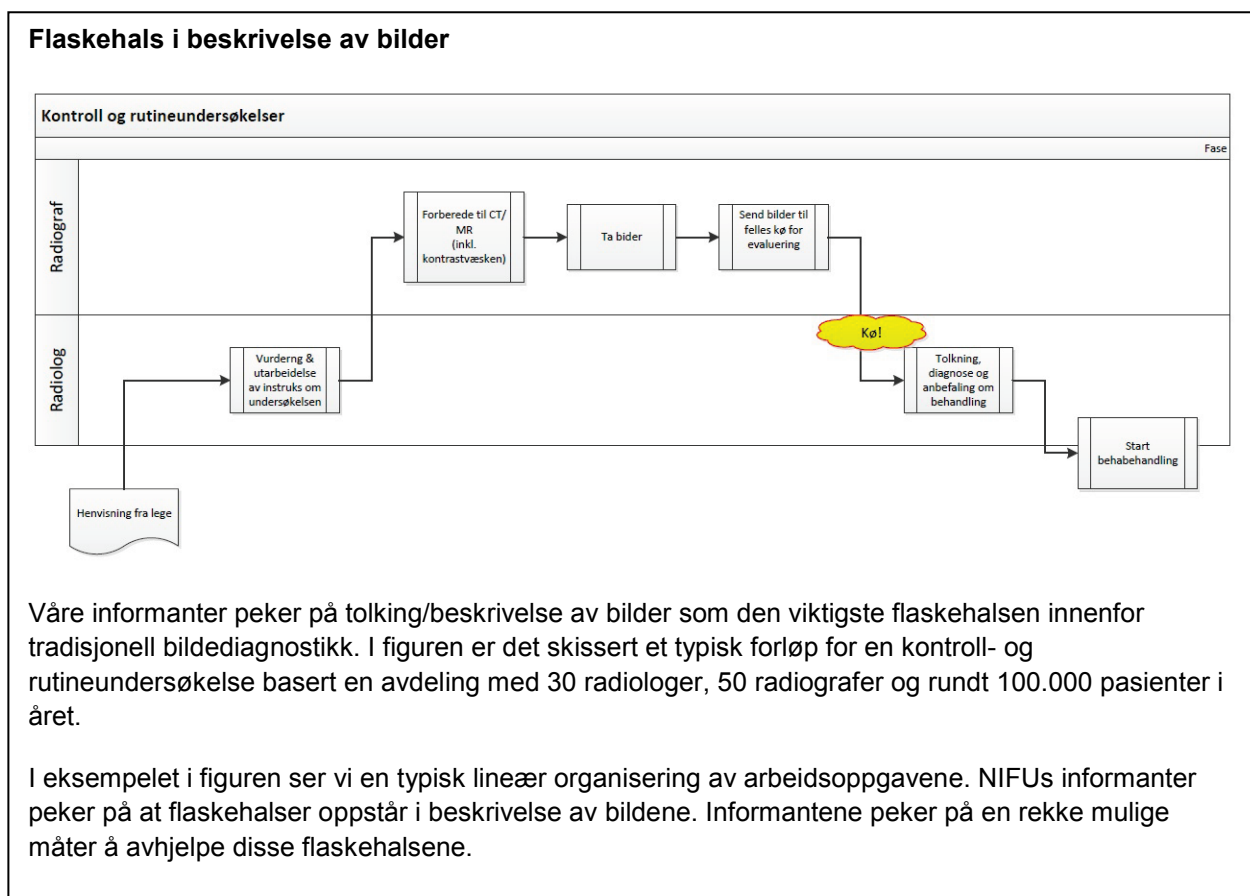 Flaskehals i beskrivelse av bilder
Kontroll og rutineundersøkelser
Fase
Radiograf
Forberede til CT/
MR
(inkl.
kontrastvæsken)
Ta bider
Send bilder til
felles kø for
evaluering
Kø!
Radiolog
Vurderng &
utarbeidelse
av instruks om
undersøkelsen
Tolkning,
diagnose og
anbefaling om
behandling
Start
behabehandling
Henvisning fra lege
Våre informanter peker på tolking/beskrivelse av bilder som den viktigste flaskehalsen innenfor
tradisjonell bildediagnostikk. I figuren er det skissert et typisk forløp for en kontroll- og
rutineundersøkelse basert en avdeling med 30 radiologer, 50 radiografer og rundt 100.000 pasienter i
året.
I eksempelet i figuren ser vi en typisk lineær organisering av arbeidsoppgavene. NIFUs informanter
peker på at flaskehalser oppstår i beskrivelse av bildene. Informantene peker på en rekke mulige
måter å avhjelpe disse flaskehalsene.